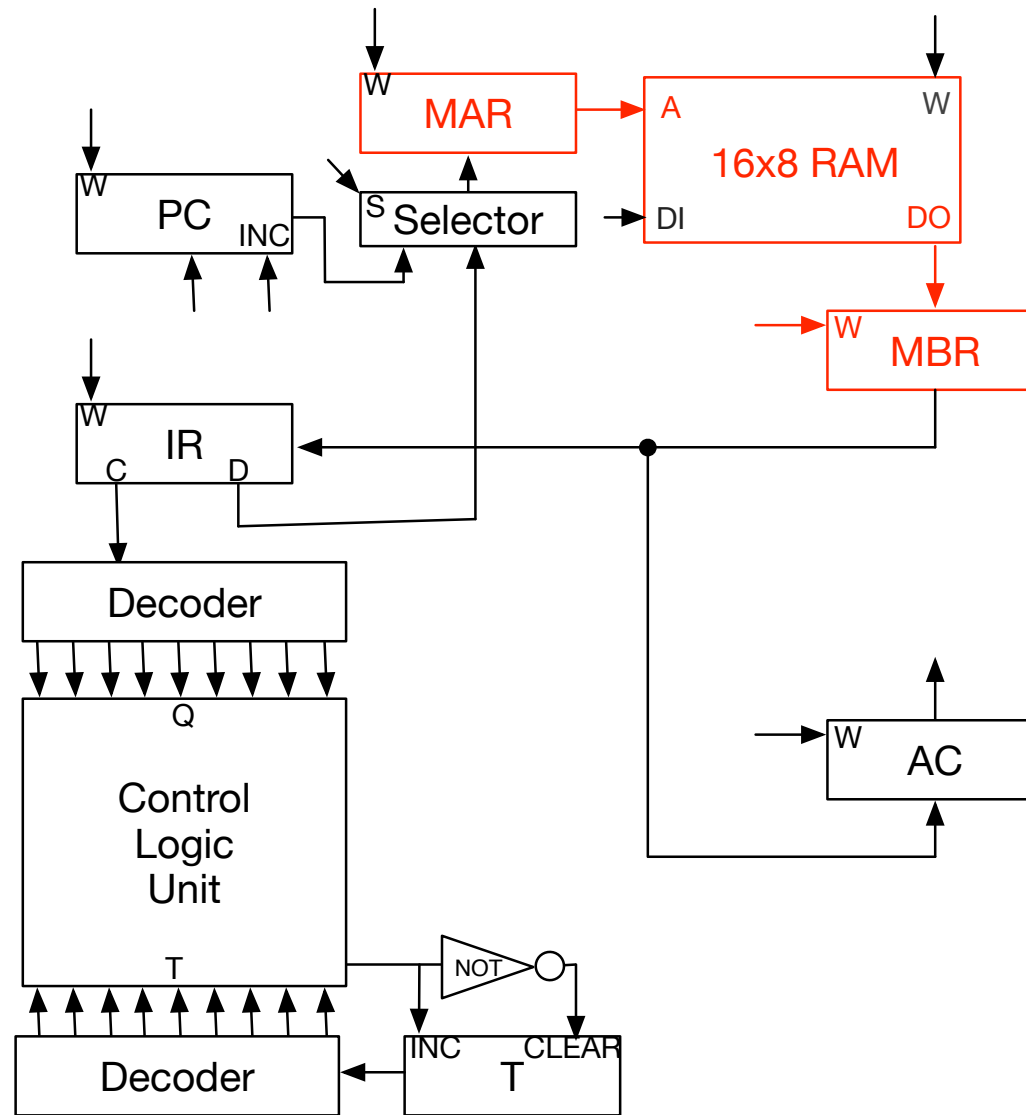 W
MAR
A
W
16x8 RAM
DI
DO
W
PC
INC
S
Selector
W
MBR
W
IR
C
D
Decoder
Q
Control
Logic
Unit
T
W
AC
NOT
INC
CLEAR
T
Decoder